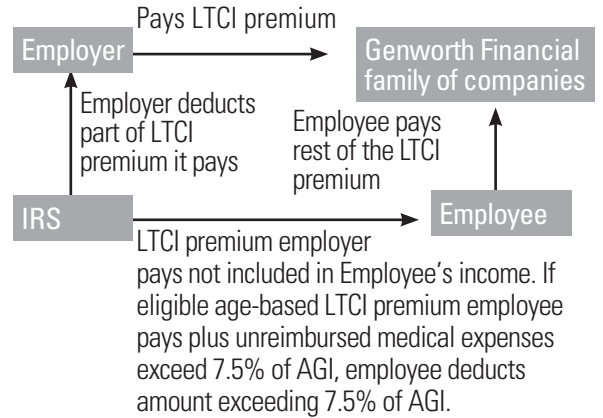 Pays LTCI premium
Employer
Genworth Financial
family of companies
Employer deducts
part of LTCI
premium it pays
Employee pays
rest of the LTCI
premium
IRS
Employee
LTCI premium employer
pays not included in Employee's income. If
eligible age-based LTCI premium employee
pays plus unreimbursed medical expenses
exceed 7.5% of AGI, employee deducts
amount exceeding 7.5% of AGI.